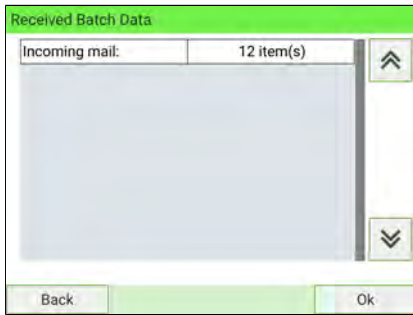 Received Batch Data
Incoming mail: 12 item(s)
Back Ok